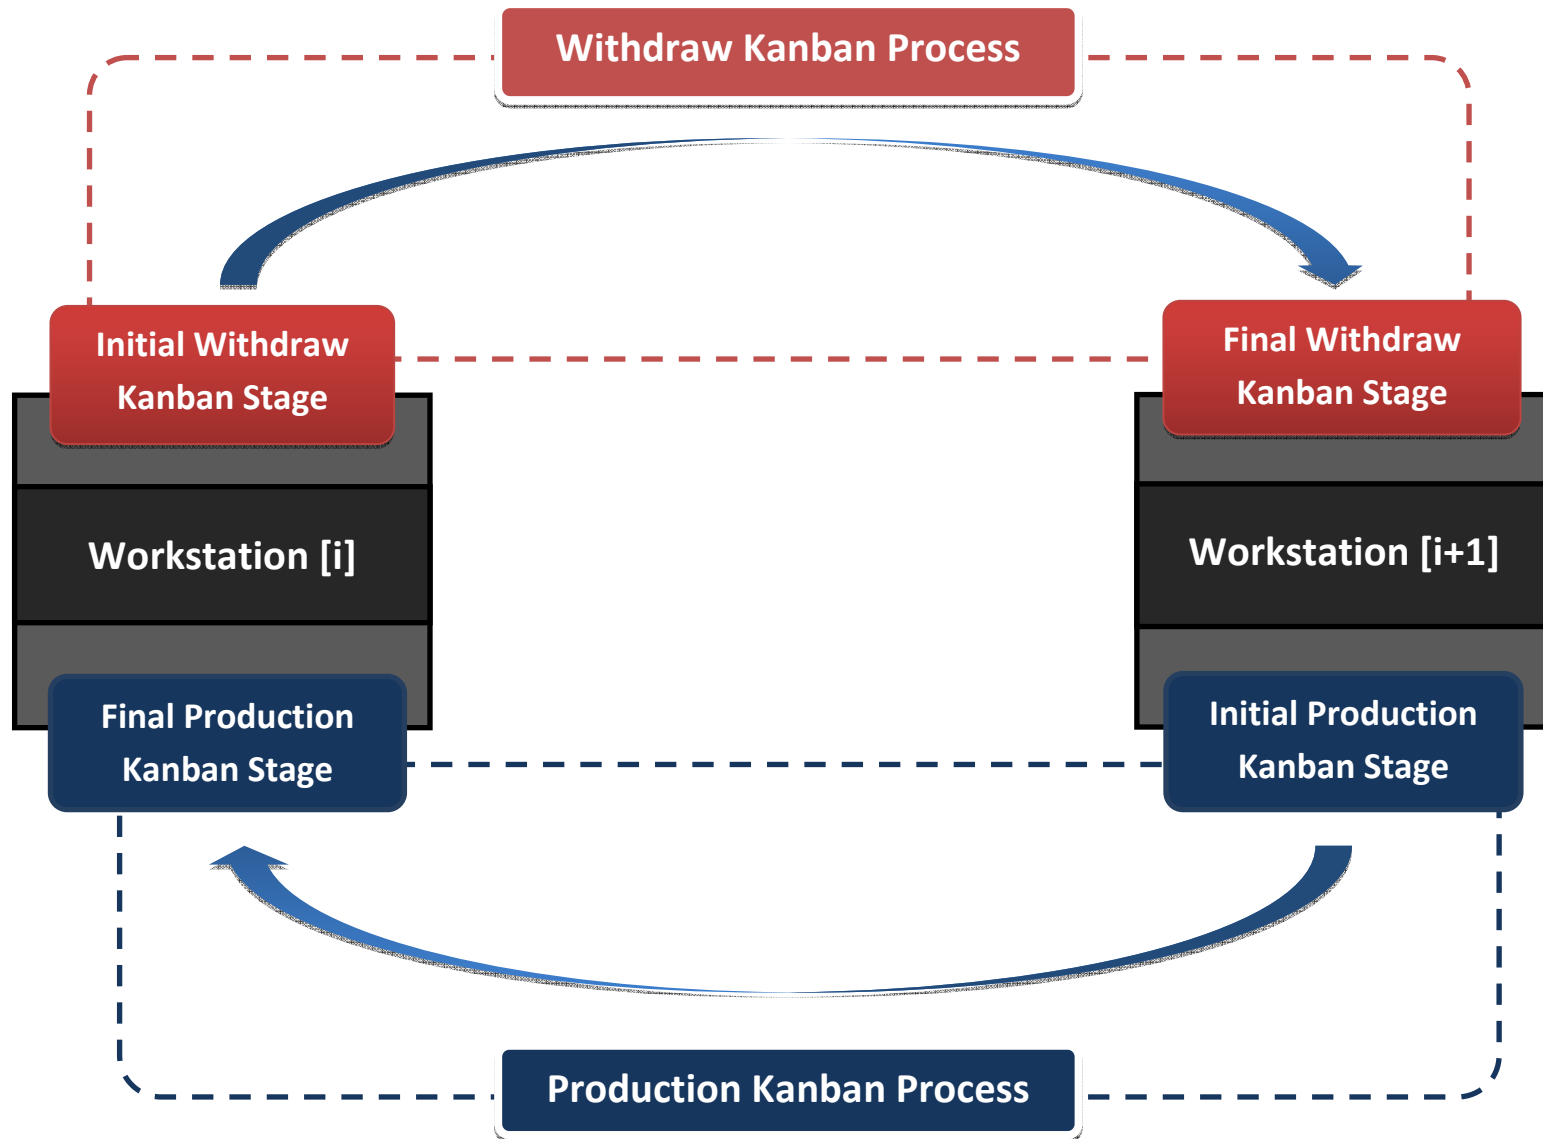 Withdraw Kanban Process
Initial Withdraw
Kanban Stage
Final Withdraw
Kanban Stage
Workstation [i]
Workstation [i+1]
Final Production
Kanban Stage
Initial Production
Kanban Stage
Production Kanban Process